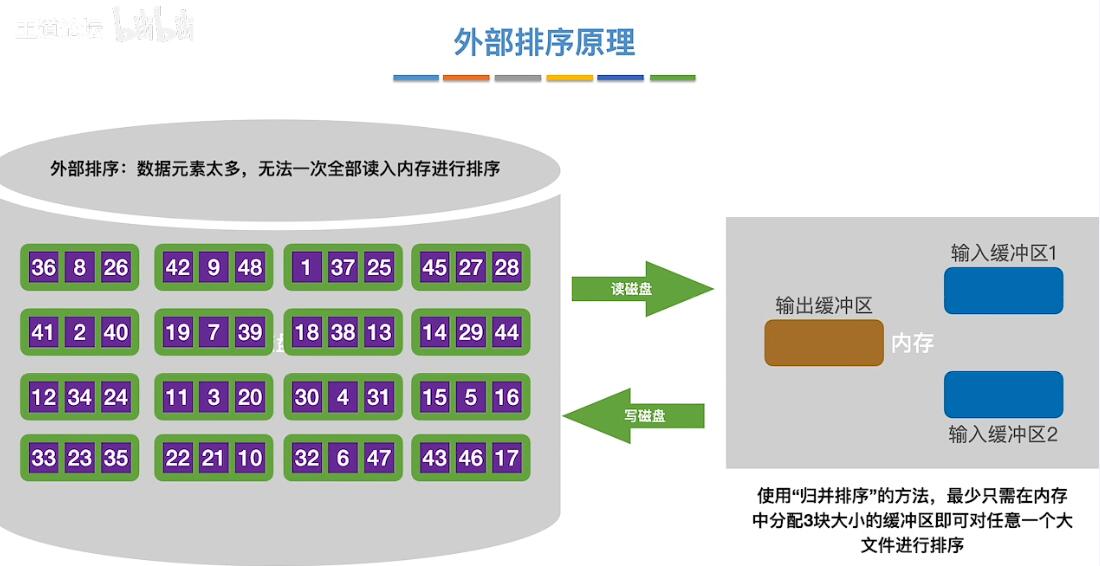 王道论坛 bilibili
外部排序原理
外部排序：数据元素太多，无法一次全部读入内存进行排序
36 8 26 42 9 48 1 37 25 45 27 28
41 2 40 19 7 39 18 38 13 14 29 44
12 34 24 11 3 20 30 4 31 15 5 16
33 23 35 22 21 10 32 6 47 43 46 17
读磁盘
写磁盘
输入缓冲区1
输出缓冲区
内存
输入缓冲区2
使用“归并排序”的方法，最少只需在内存
中分配3块大小的缓冲区即可对任意一个大
文件进行排序